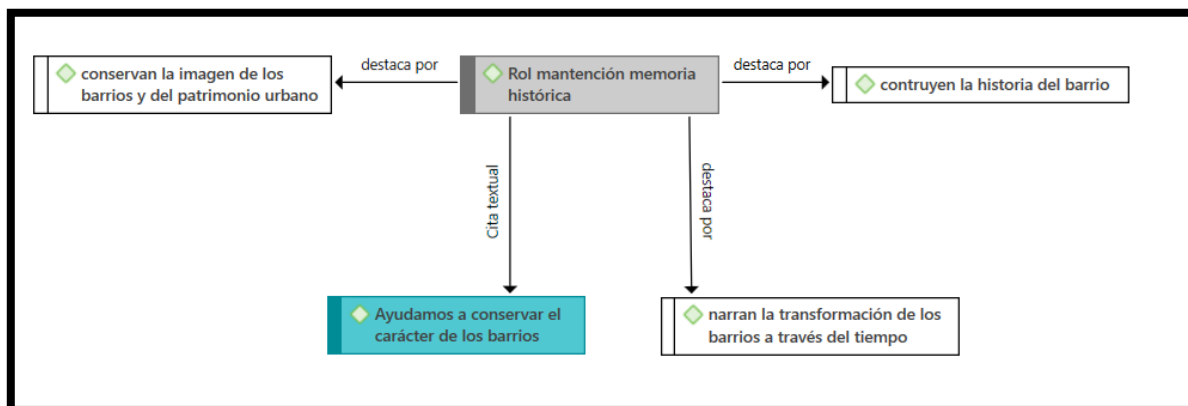 conservan la imagen de los
barrios y del patrimonio urbano
destaca por
Rol mantención memoria
histórica
destaca por
contruyen la historia del barrio
Cita textual
destaca por
Ayudamos a conservar el
carácter de los barrios
narran la transformación de los
barrios a través del tiempo